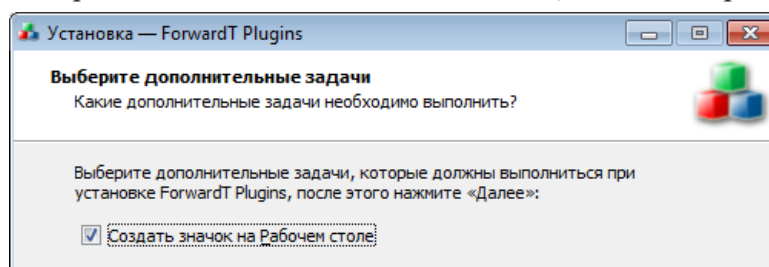 Установка — ForwardT Plugins
Выберите дополнительные задачи
Какие дополнительные задачи необходимо выполнить?
Выберите дополнительные задачи, которые должны выполниться при
установке ForwardT Plugins, после этого нажмите «Далее»:
Создать значок на Рабочем столе